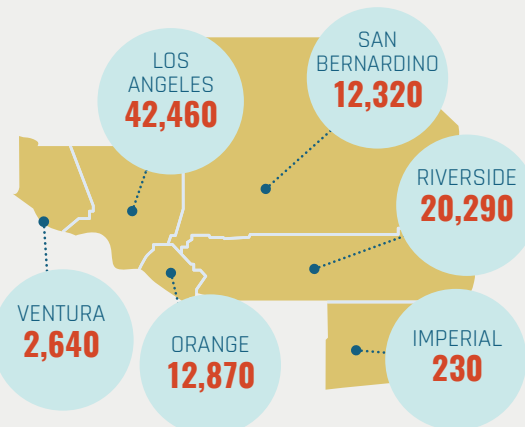 LOS
ANGELES
42,460
SAN
BERNARDINO
12,320
RIVERSIDE
20,290
VENTURA
2,640
ORANGE
12,870
IMPERIAL
230